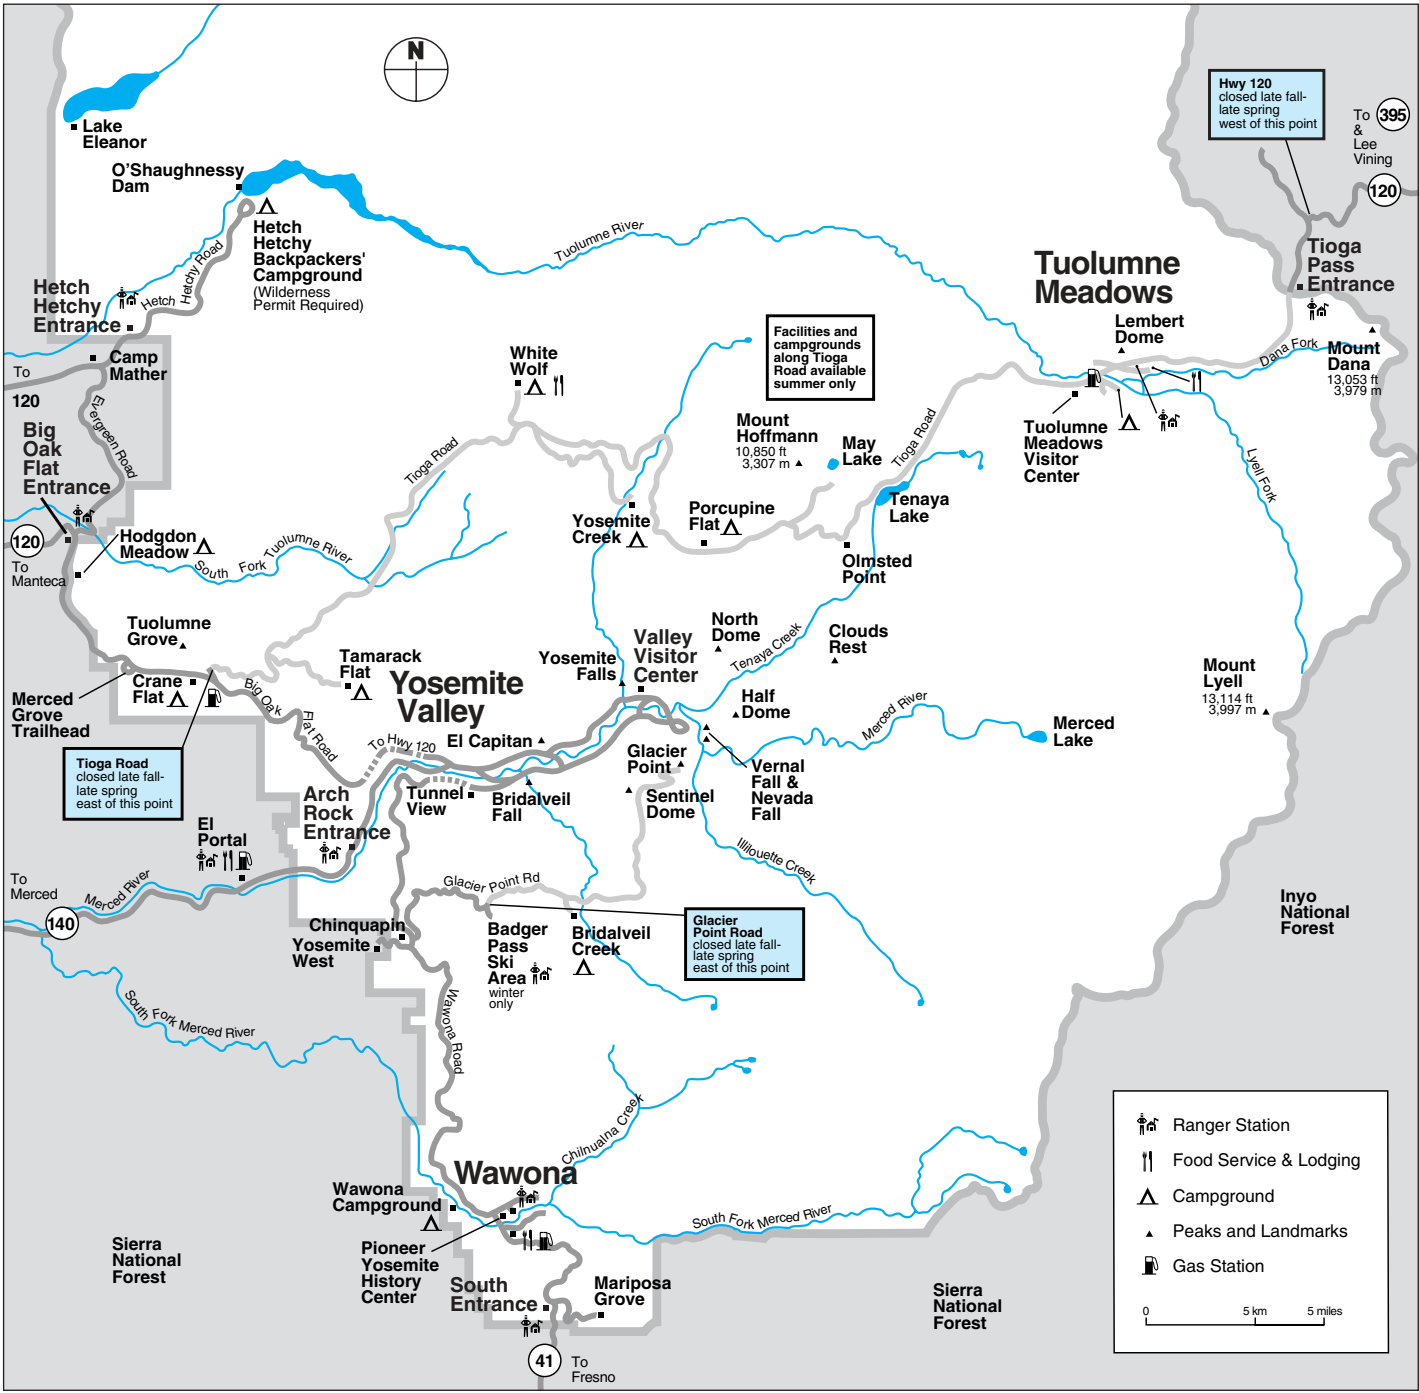 N
Hwy 120
closed late fall-
late spring
west of this point
To
&
Lee
Vining
395
120
Lake
Eleanor
O'Shaughnessy
Dam
Hetch
Hetchy
Backpackers'
Campground
(Wilderness
Permit Required)
Tuolumne River
Hetch Hetchy Road
Hetch
Hetchy
Entrance
Tuolumne
Meadows
Tioga
Pass
Entrance
Lembert
Dome
Dana Fork
Mount
Dana
13,053 ft
3,979 m
Camp
Mather
To
120
Evergreen Road
Big
Oak
Flat
Entrance
White
Wolf
Facilities and
campgrounds
along Tioga
Road available
summer only
Mount
Hoffmann
10,850 ft
3,307 m
May
Lake
Tioga Road
Tioga Road
Tuolumne
Meadows
Visitor
Center
Lyell Fork
Tenaya
Lake
Porcupine
Flat
Yosemite
Creek
Olmsted
Point
120
To
Manteca
Hodgdon
Meadow
South Fork Tuolumne River
Tuolumne
Grove
Merced
Grove
Trailhead
Crane
Flat
Tamarack
Flat
Big Oak Flat Road
Yosemite
Valley
Yosemite
Falls
Valley
Visitor
Center
North
Dome
Tenaya Creek
Clouds
Rest
Half
Dome
Merced River
Merced
Lake
Mount
Lyell
13,114 ft
3,997 m
Tioga Road
closed late fall-
late spring
east of this point
To Hwy 120
El Capitan
Glacier
Point
Sentinel
Dome
Vernal
Fall &
Nevada
Fall
Arch
Rock
Entrance
Tunnel
View
Bridalveil
Fall
El
Portal
Illilouette Creek
To
Merced
Merced River
140
Glacier Point Rd
Chinquapin
Yosemite
West
Badger
Pass
Ski
Area
winter
only
Bridalveil
Creek
Glacier
Point Road
closed late fall-
late spring
east of this point
Inyo
National
Forest
South Fork Merced River
Wawona Road
Chilnualna Creek
Wawona
Wawona
Campground
South Fork Merced River
Pioneer
Yosemite
History
Center
South
Entrance
Mariposa
Grove
Sierra
National
Forest
Sierra
National
Forest
41
To
Fresno
Ranger Station
Food Service & Lodging
Campground
Peaks and Landmarks
Gas Station
0 5 km 5 miles